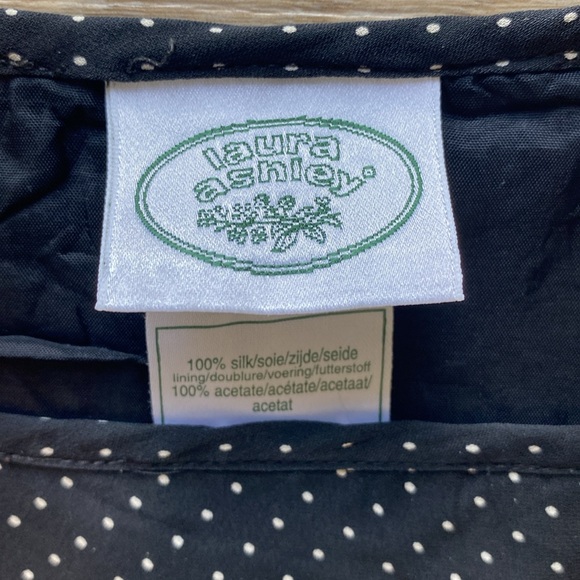 laura
ashley
100% silk/soie/zijde/seide
lining/doublure/voering/futterstoff
100% acetate/acétate/acetaat/
acetat